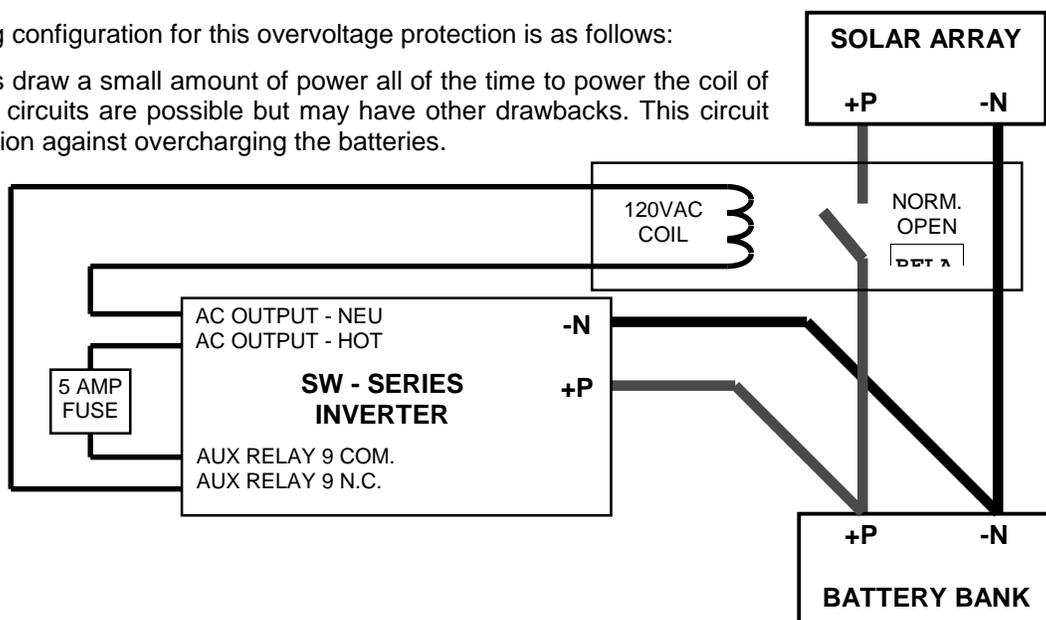 g configuration for this overvoltage protection is as follows:
s draw a small amount of power all of the time to power the coil of
circuits are possible but may have other drawbacks. This circuit
tion against overcharging the batteries.
SOLAR ARRAY
+P -N
120VAC
COIL
NORM.
OPEN
RELA
AC OUTPUT - NEU
AC OUTPUT - HOT
-N
+P
SW - SERIES
INVERTER
5 AMP
FUSE
AUX RELAY 9 COM.
AUX RELAY 9 N.C.
+P -N
BATTERY BANK